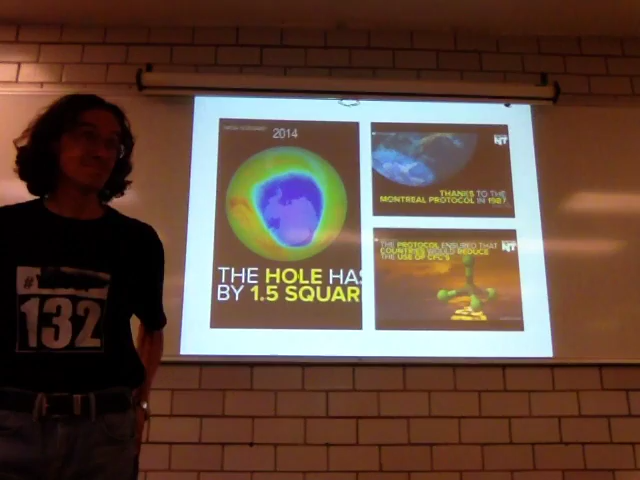 #
132
2014
THE HOLE HAS
BY 1.5 SQUAR
NT
THANKS TO THE
MONTREAL PROTOCOL IN 1987.
THE PROTOCOL ENSURED THAT
COUNTRIES WOULD REDUCE
THE USE OF CFC'S
NT